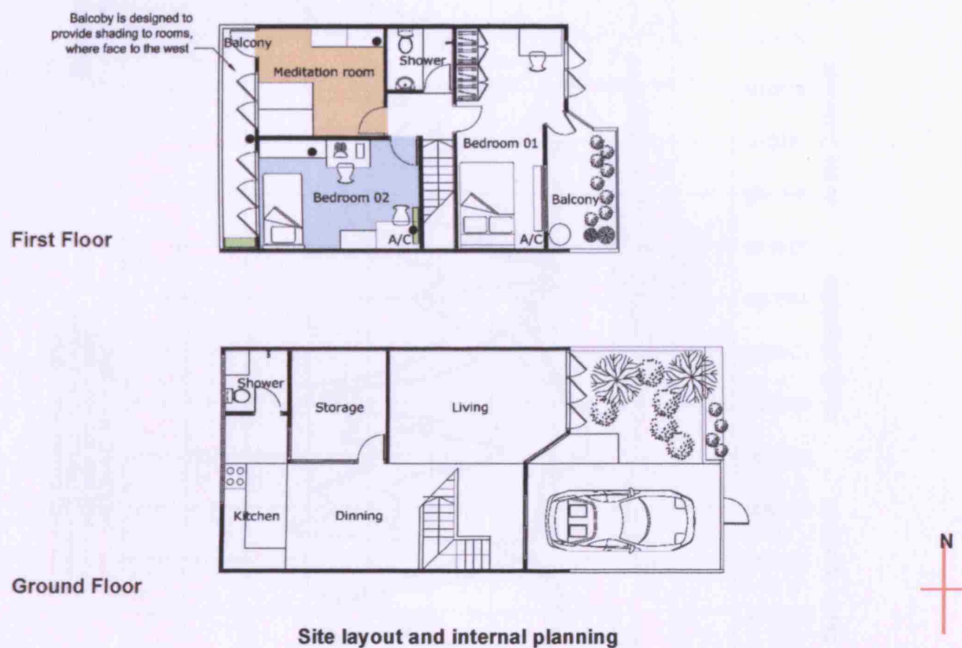 Balcoby is designed to
provide shading to rooms,
where face to the west
Balcony
Meditation room
Shower
Bedroom 01
Bedroom 02
Balcony
A/C
A/C
First Floor
Shower
Storage
Living
Kitchen
Dinning
Ground Floor
N
Site layout and internal planning